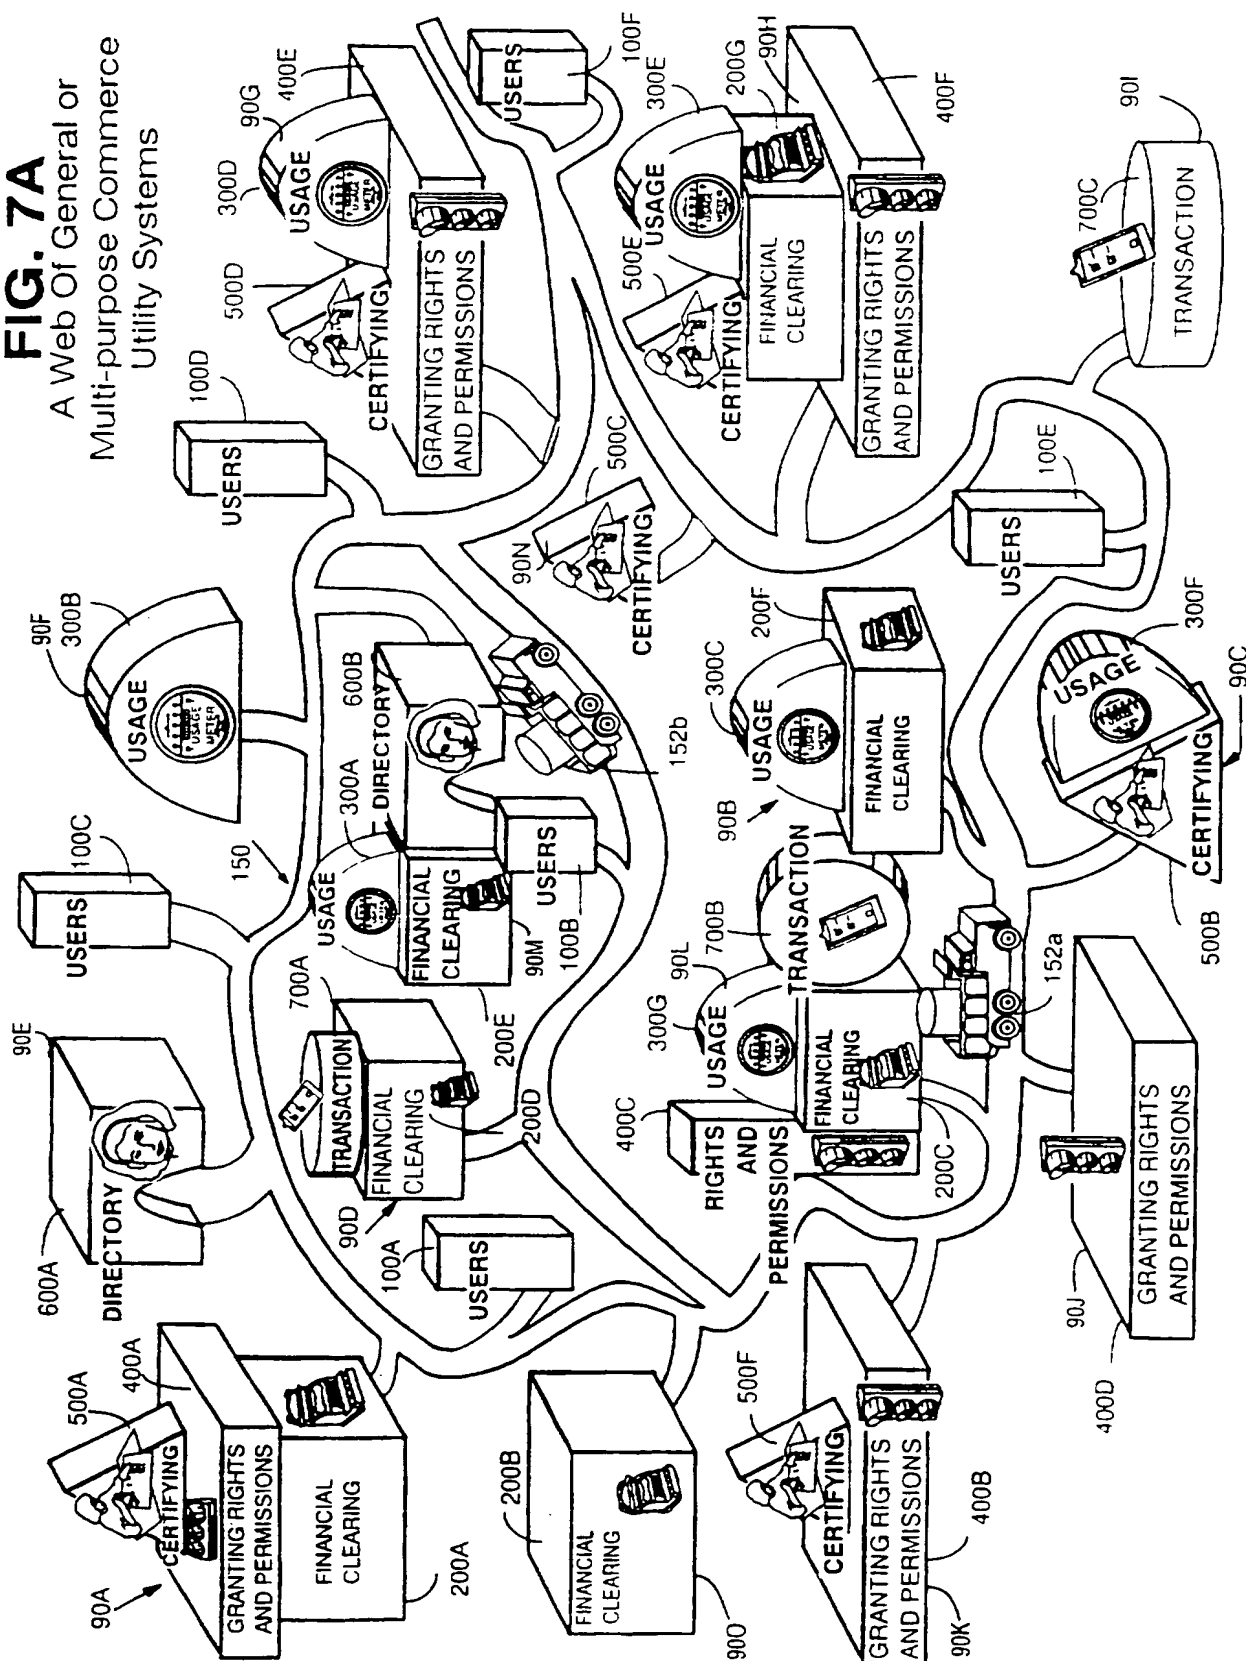 FIG. 7A
A Web Of General or
Multi-purpose Commerce
Utility Systems
90A
500A
400A
CERTIFYING
GRANTING RIGHTS
AND PERMISSIONS
FINANCIAL
CLEARING
200A
600A
DIRECTORY
90E
USERS
100C
150
90F
300B
USAGE
USAGE
METER
USERS
100D
500D
300D
90G
400E
USAGE
CERTIFYING
GRANTING RIGHTS
AND PERMISSIONS
USERS
100F
100A
USERS
90D
700A
TRANSACTION
FINANCIAL
CLEARING
200D
USAGE
300A
FINANCIAL
CLEARING
200E
90M
DIRECTORY
600B
USERS
100B
152b
90N
500C
CERTIFYING
500E
300E
USAGE
200G
90H
CERTIFYING
FINANCIAL
CLEARING
GRANTING RIGHTS
AND PERMISSIONS
400F
200B
FINANCIAL
CLEARING
90O
400C
RIGHTS
AND
PERMISSIONS
300G
90L
USAGE
FINANCIAL
CLEARING
200C
700B
TRANSACTION
152a
90B
300C
USAGE
200F
FINANCIAL
CLEARING
USERS
100E
700C
90I
TRANSACTION
500F
CERTIFYING
GRANTING RIGHTS
AND PERMISSIONS
90K
400B
90J
GRANTING RIGHTS
AND PERMISSIONS
400D
USAGE
300F
CERTIFYING
500B
90C